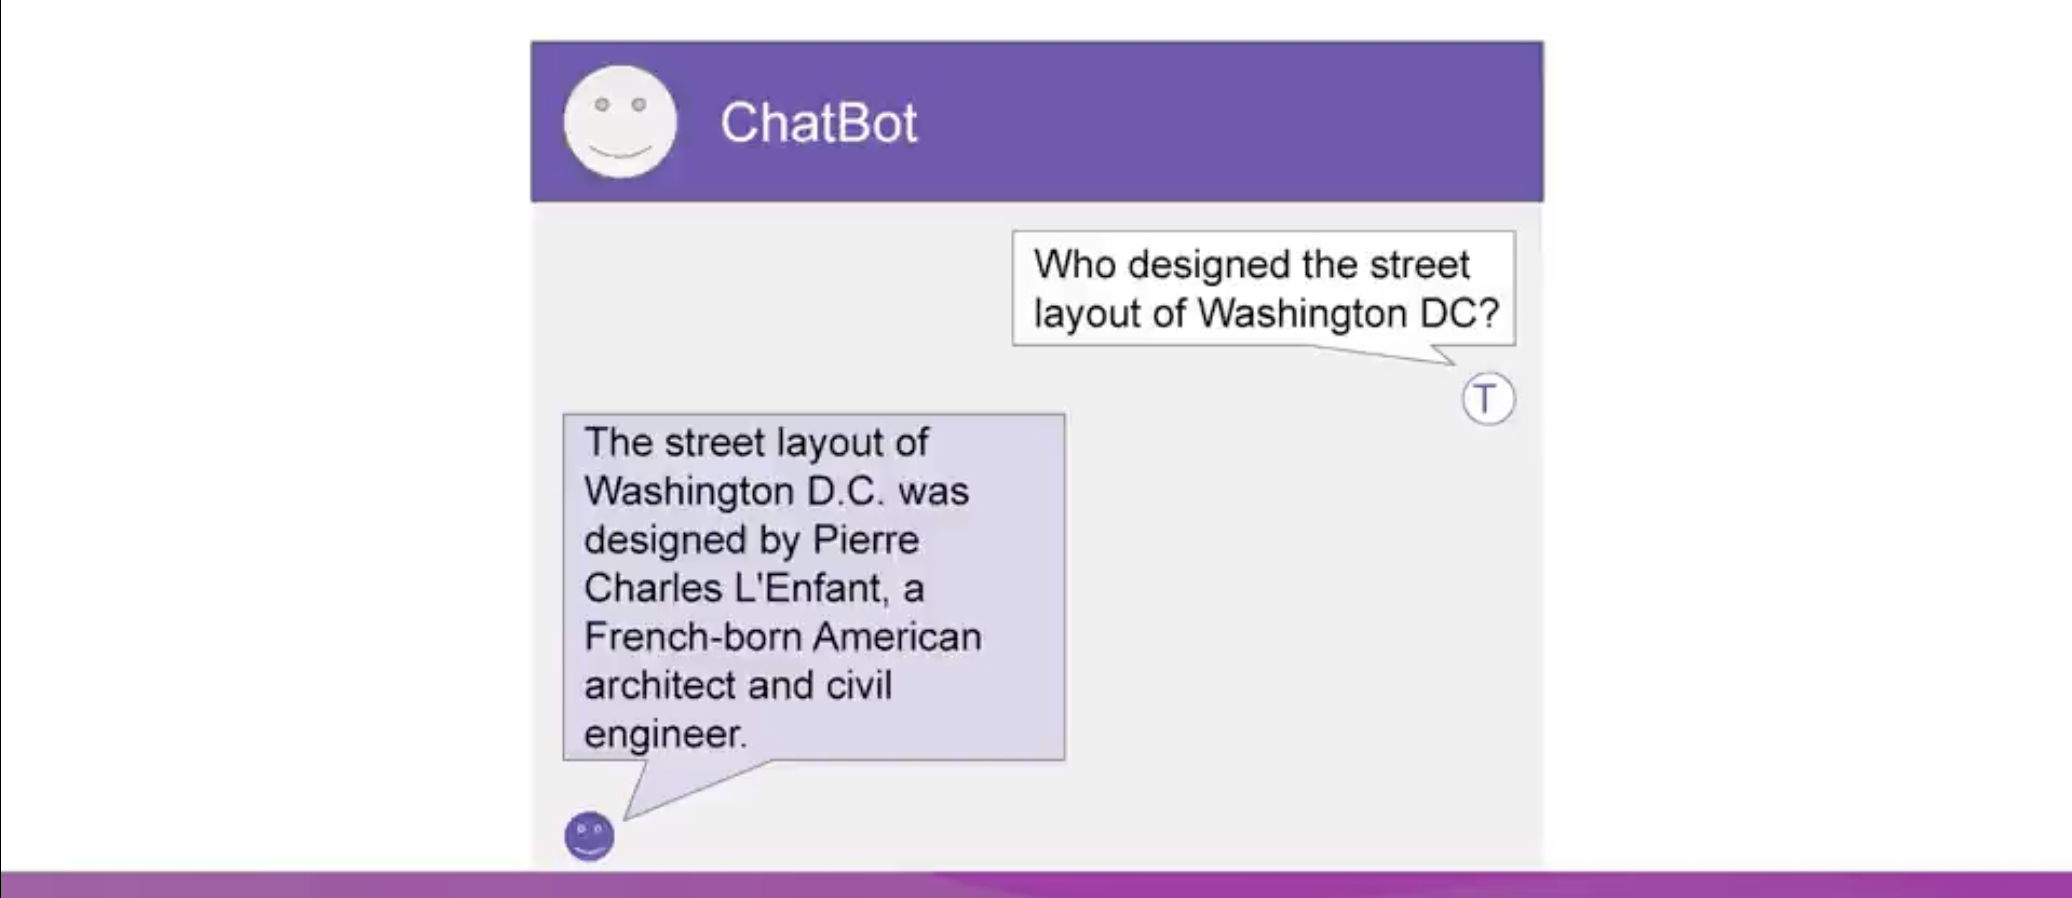 ChatBot
Who designed the street
layout of Washington DC?
T
The street layout of
Washington D.C. was
designed by Pierre
Charles L'Enfant, a
French-born American
architect and civil
engineer.